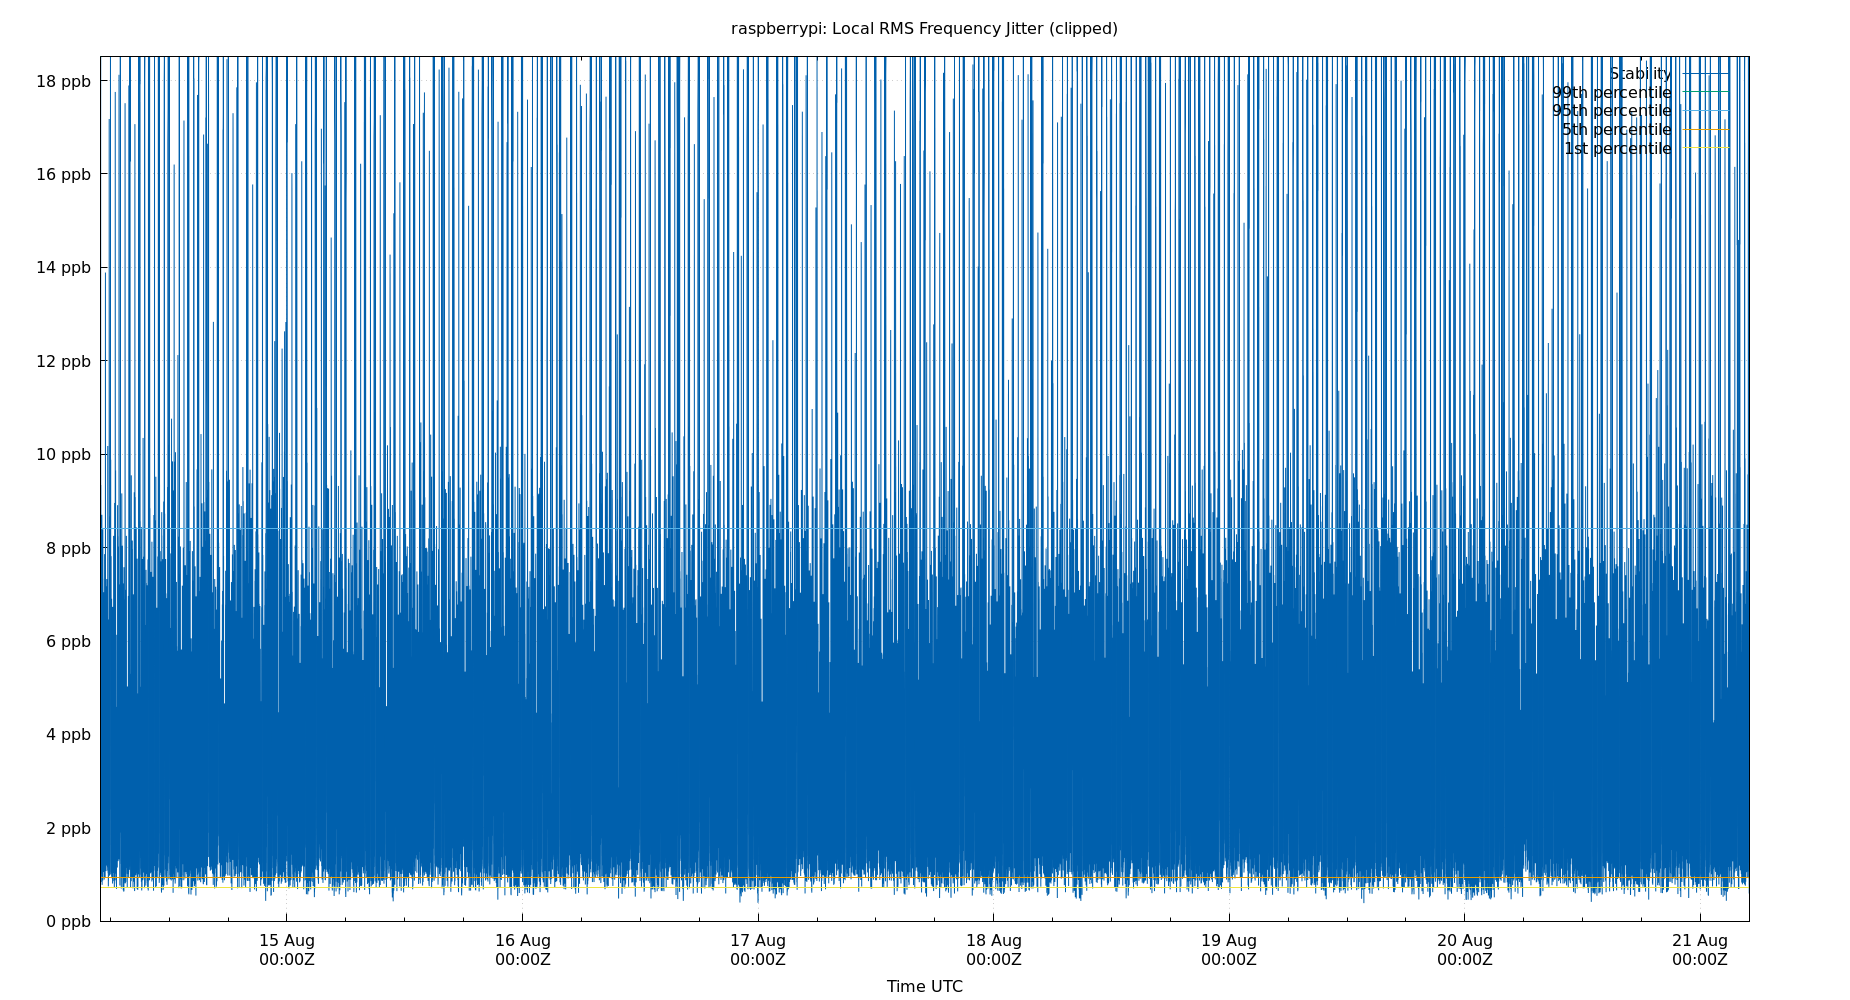 raspberrypi: Local RMS Frequency Jitter (clipped)
18 ppb
16 ppb
14 ppb
12 ppb
10 ppb
8 ppb
6 ppb
4 ppb
2 ppb
0 ppb
Stability
99th percentile
95th percentile
5th percentile
1st percentile
15 Aug
00:00Z
16 Aug
00:00Z
17 Aug
00:00Z
18 Aug
00:00Z
19 Aug
00:00Z
20 Aug
00:00Z
21 Aug
00:00Z
Time UTC